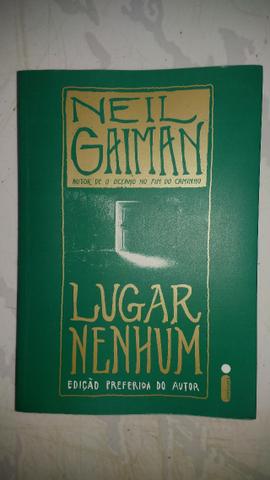 NEIL
GAIMAN
AUTOR DE O OCEANO NO FIM DO CAMINHO
LUGAR
NENHUM
EDIÇÃO PREFERIDA DO AUTOR